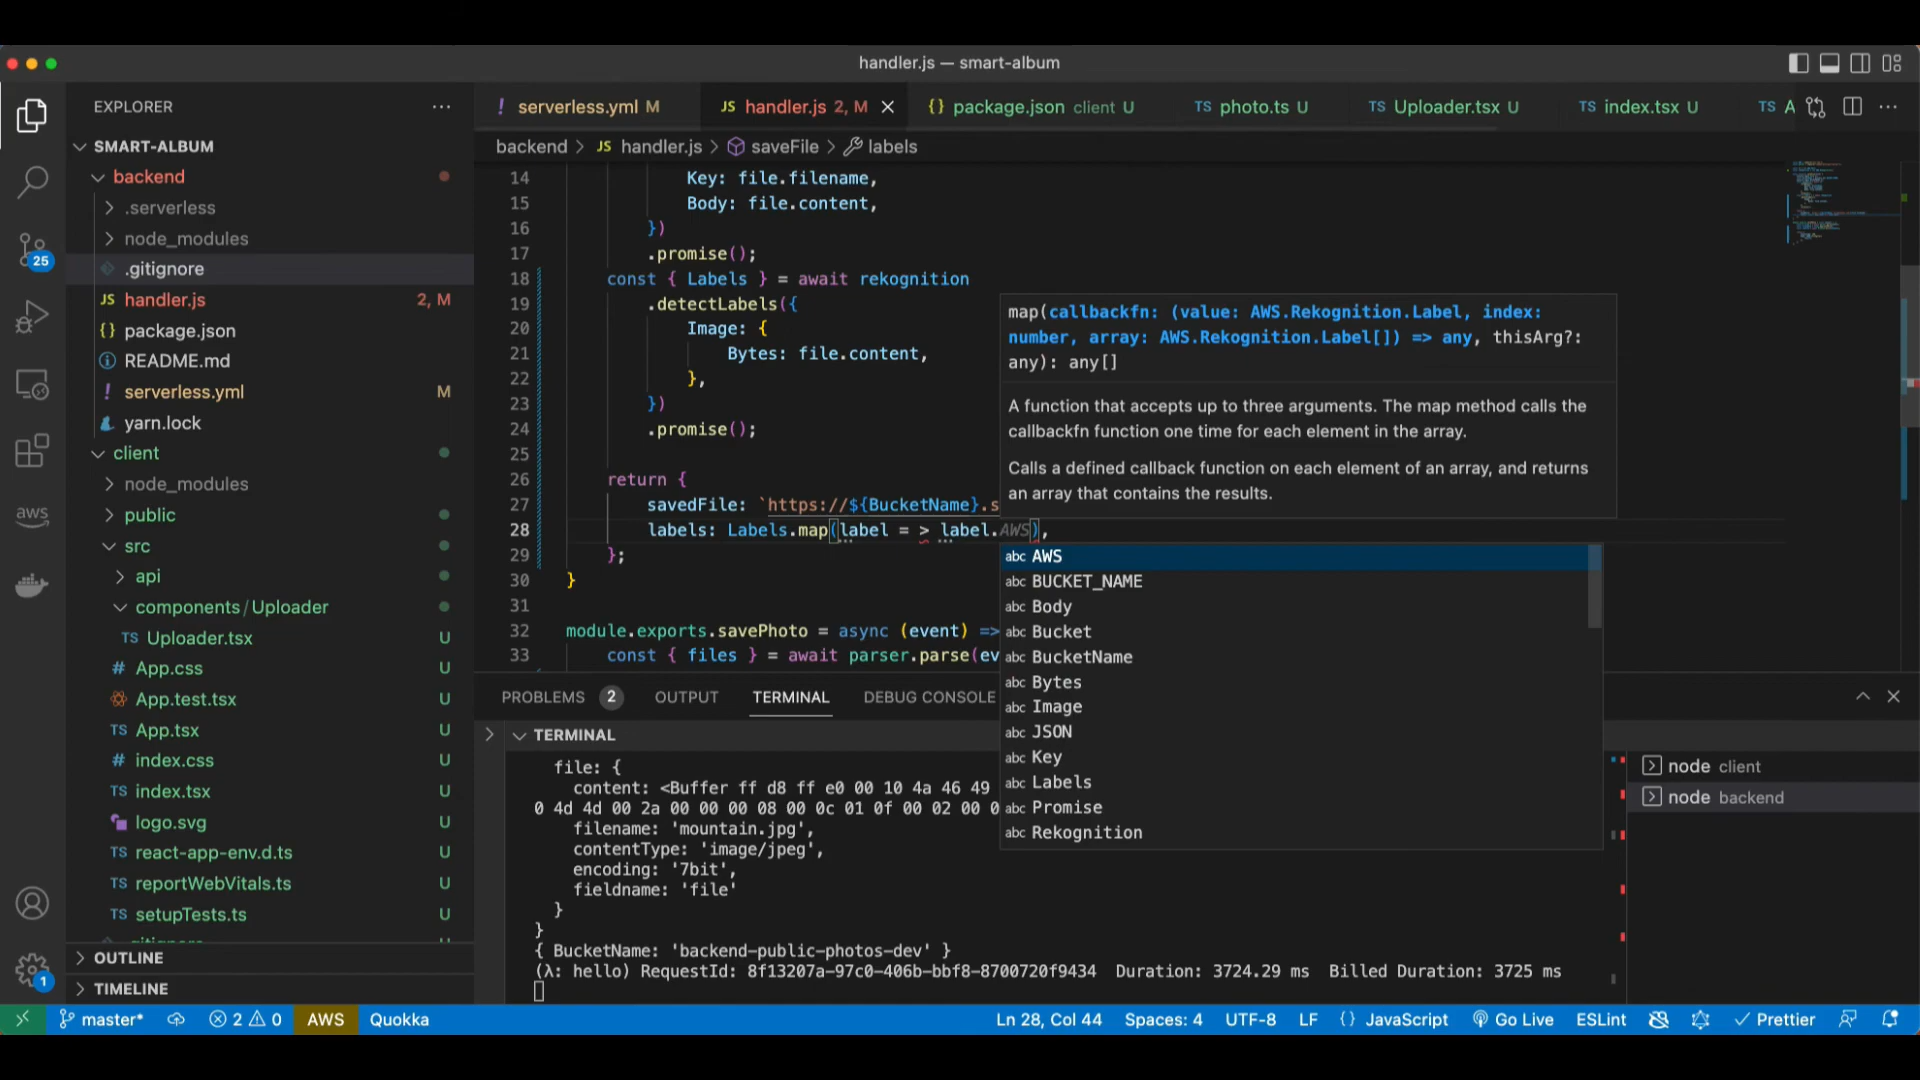 handler.js — smart-album
EXPLORER
SMART-ALBUM
backend
.serverless
node_modules
.gitignore
JS handler.js 2, M
{} package.json
README.md
! serverless.yml M
yarn.lock
client
node_modules
public
src
api
components/Uploader
TS Uploader.tsx U
# App.css U
App.test.tsx U
TS App.tsx U
# index.css U
TS index.tsx U
logo.svg U
TS react-app-env.d.ts U
TS reportWebVitals.ts U
TS setupTests.ts U
OUTLINE
TIMELINE
25
aws
1
! serverless.yml M
JS handler.js 2, M
{} package.json client U
TS photo.ts U
TS Uploader.tsx U
TS index.tsx U
TS A
backend > JS handler.js > saveFile > labels
14 Key: file.filename,
15 Body: file.content,
16 })
17 .promise();
18 const { Labels } = await rekognition
19 .detectLabels({
20 Image: {
21 Bytes: file.content,
22 },
23 })
24 .promise();
25
26 return {
27 savedFile: `https://${BucketName}.s
28 labels: Labels.map(label = > label.AWS),
29 };
30 }
31
32 module.exports.savePhoto = async (event) =>
33 const { files } = await parser.parse(ev
map(callbackfn: (value: AWS.Rekognition.Label, index:
number, array: AWS.Rekognition.Label[]) => any, thisArg?:
any): any[]
A function that accepts up to three arguments. The map method calls the
callbackfn function one time for each element in the array.
Calls a defined callback function on each element of an array, and returns
an array that contains the results.
abc AWS
abc BUCKET_NAME
abc Body
abc Bucket
abc BucketName
abc Bytes
abc Image
abc JSON
abc Key
abc Labels
abc Promise
abc Rekognition
PROBLEMS 2 OUTPUT TERMINAL DEBUG CONSOLE
TERMINAL
file: {
content: <Buffer ff d8 ff e0 00 10 4a 46 49
0 4d 4d 00 2a 00 00 00 08 00 0c 01 0f 00 02 00 0
filename: 'mountain.jpg',
contentType: 'image/jpeg',
encoding: '7bit',
fieldname: 'file'
}
}
{ BucketName: 'backend-public-photos-dev' }
(λ: hello) RequestId: 8f13207a-97c0-406b-bbf8-8700720f9434 Duration: 3724.29 ms Billed Duration: 3725 ms
node client
node backend
master* 2 0 AWS Quokka Ln 28, Col 44 Spaces: 4 UTF-8 LF {} JavaScript Go Live ESLint Prettier